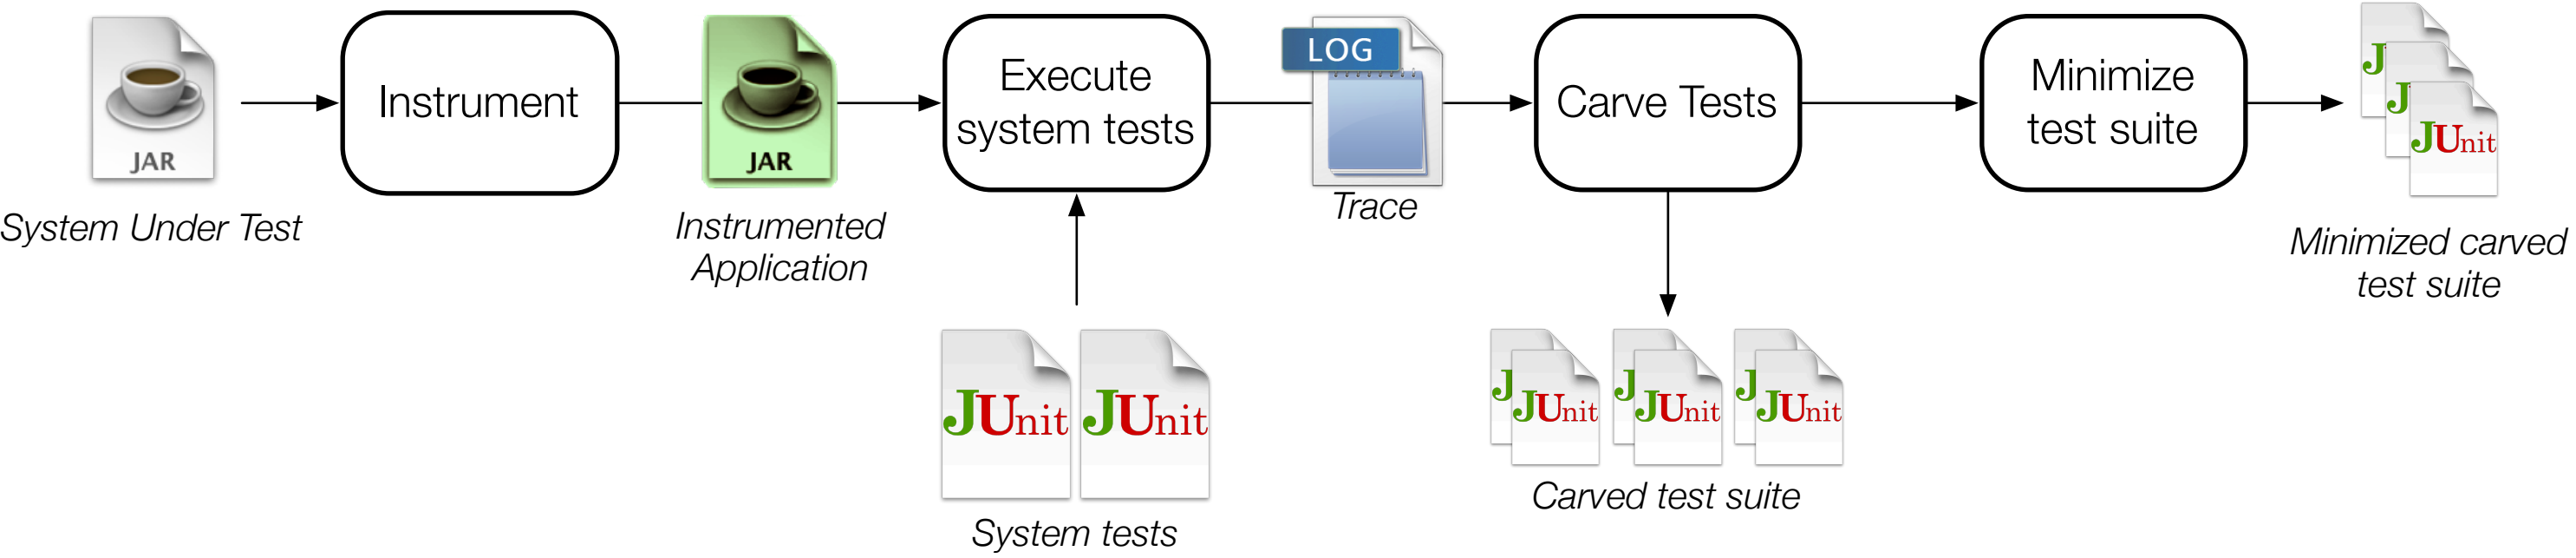 JAR
System Under Test
Instrument
JAR
Instrumented
Application
Execute
system tests
JUnit
JUnit
System tests
LOG
Trace
Carve Tests
J
JUnit
J
JUnit
J
JUnit
Carved test suite
Minimize
test suite
J
J
JUnit
Minimized carved
test suite